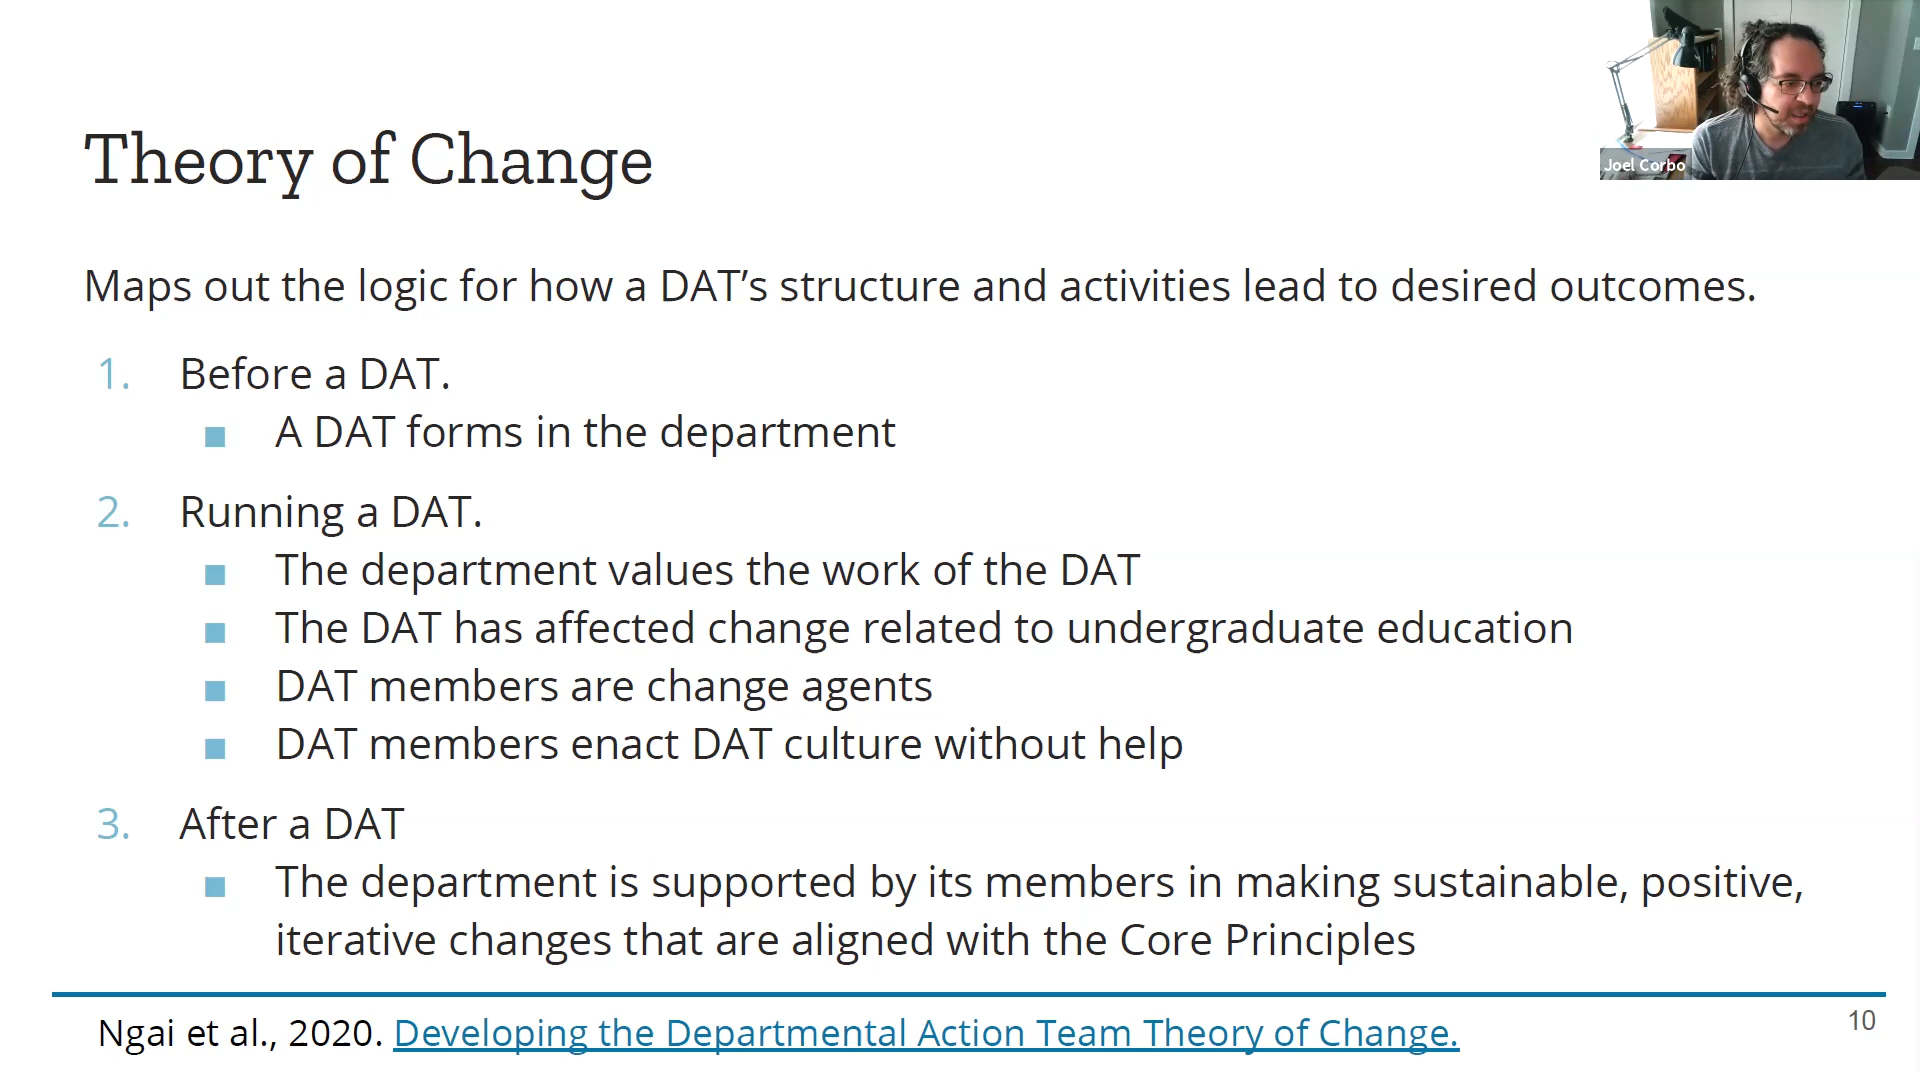 Joel Corbo
Theory of Change
Maps out the logic for how a DAT’s structure and activities lead to desired outcomes.
1. Before a DAT.
■ A DAT forms in the department
2. Running a DAT.
■ The department values the work of the DAT
■ The DAT has affected change related to undergraduate education
■ DAT members are change agents
■ DAT members enact DAT culture without help
3. After a DAT
■ The department is supported by its members in making sustainable, positive,
iterative changes that are aligned with the Core Principles
Ngai et al., 2020. Developing the Departmental Action Team Theory of Change.
10